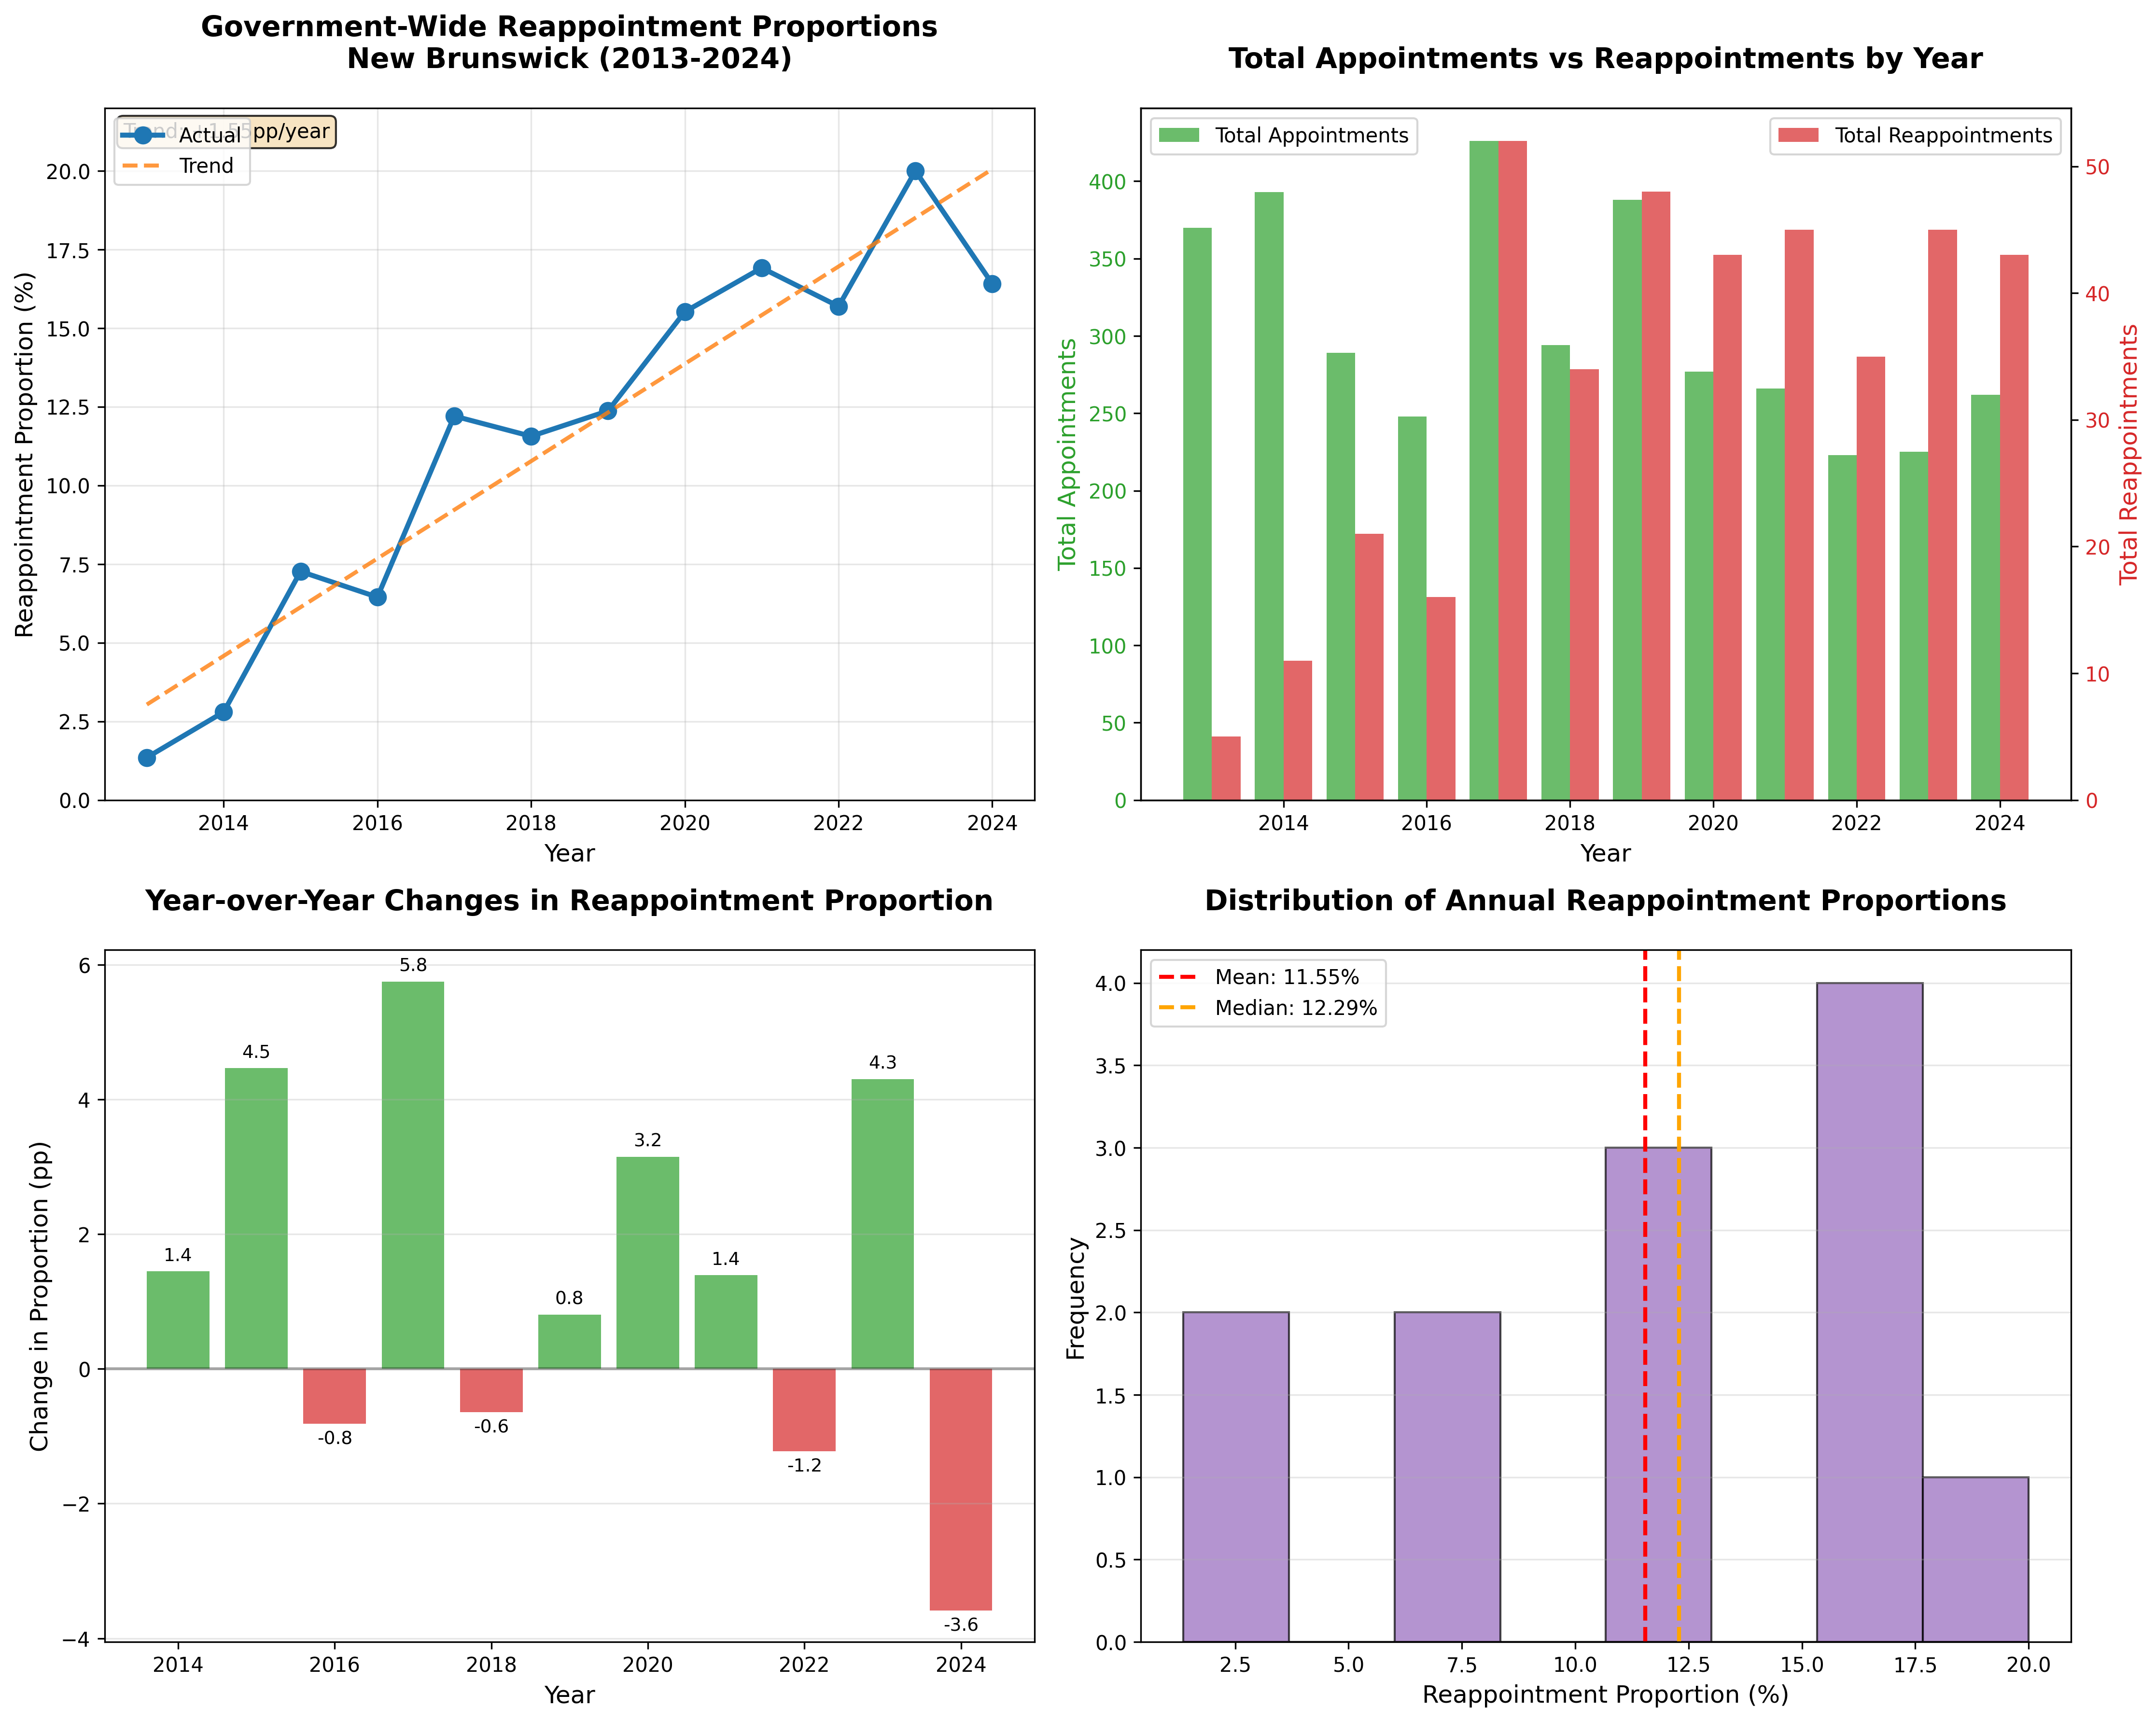 Government-Wide Reappointment Proportions
New Brunswick (2013-2024)
pp/year
Actual
Trend
20.0
17.5
15.0
12.5
10.0
7.5
5.0
2.5
0.0
Reappointment Proportion (%)
2014 2016 2018 2020 2022 2024
Year
Total Appointments vs Reappointments by Year
Total Appointments
Total Reappointments
400
350
300
250
200
150
100
50
0
Total Appointments
50
40
30
20
10
0
Total Reappointments
2014 2016 2018 2020 2022 2024
Year
Year-over-Year Changes in Reappointment Proportion
6
4
2
0
−2
−4
Change in Proportion (pp)
1.4
4.5
-0.8
5.8
-0.6
0.8
3.2
1.4
-1.2
4.3
-3.6
2014 2016 2018 2020 2022 2024
Year
Distribution of Annual Reappointment Proportions
Mean: 11.55%
Median: 12.29%
4.0
3.5
3.0
2.5
2.0
1.5
1.0
0.5
0.0
Frequency
2.5 5.0 7.5 10.0 12.5 15.0 17.5 20.0
Reappointment Proportion (%)